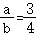 a/b = 3/4